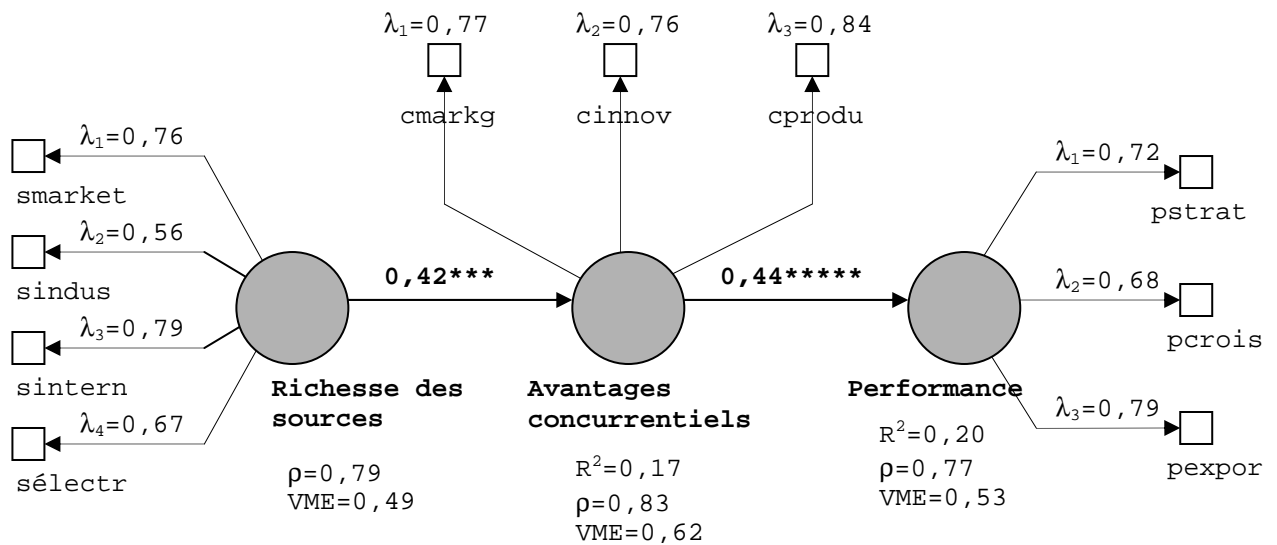 λ₁=0,77
λ₂=0,76
λ₃=0,84
cmarkg
cinnov
cprodu
λ₁=0,76
smarket
λ₂=0,56
sindus
λ₃=0,79
sintern
λ₄=0,67
sélectr
0,42***
0,44*****
Richesse des
sources
ρ=0,79
VME=0,49
Avantages
concurrentiels
R²=0,17
ρ=0,83
VME=0,62
Performance
R²=0,20
ρ=0,77
VME=0,53
λ₁=0,72
pstrat
λ₂=0,68
pcrois
λ₃=0,79
pexpor